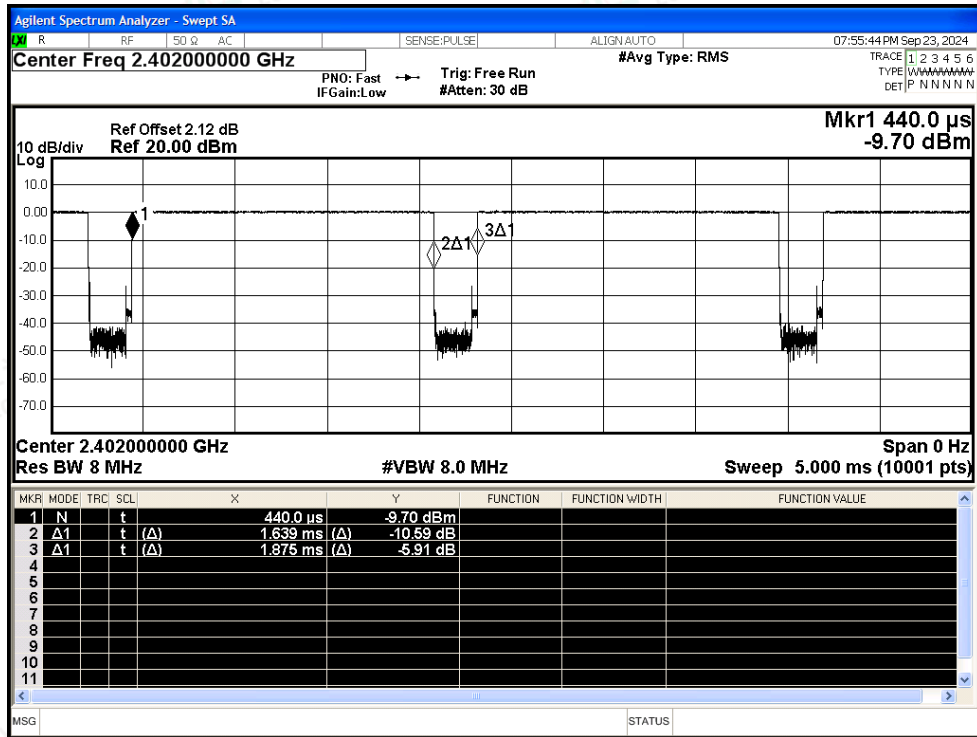 Agilent Spectrum Analyzer - Swept SA
LXI R RF 50 Ω AC SENSE:PULSE ALIGN AUTO 07:55:44 PM Sep 23, 2024
Center Freq 2.402000000 GHz
PNO: Fast
IFGain:Low
Trig: Free Run
#Atten: 30 dB
#Avg Type: RMS
TRACE 1 2 3 4 5 6
TYPE WWWWWW
DET P N N N N N
Mkr1 440.0 µs
-9.70 dBm
Ref Offset 2.12 dB
10 dB/div Ref 20.00 dBm
Log
10.0
0.00
-10.0
-20.0
-30.0
-40.0
-50.0
-60.0
-70.0
1
2Δ1
3Δ1
Center 2.402000000 GHz Span 0 Hz
Res BW 8 MHz #VBW 8.0 MHz Sweep 5.000 ms (10001 pts)
MKR MODE TRC SCL X Y FUNCTION FUNCTION WIDTH FUNCTION VALUE
1 N t 440.0 µs -9.70 dBm
2 Δ1 t (Δ) 1.639 ms (Δ) -10.59 dB
3 Δ1 t (Δ) 1.875 ms (Δ) -5.91 dB
4
5
6
7
8
9
10
11
MSG STATUS